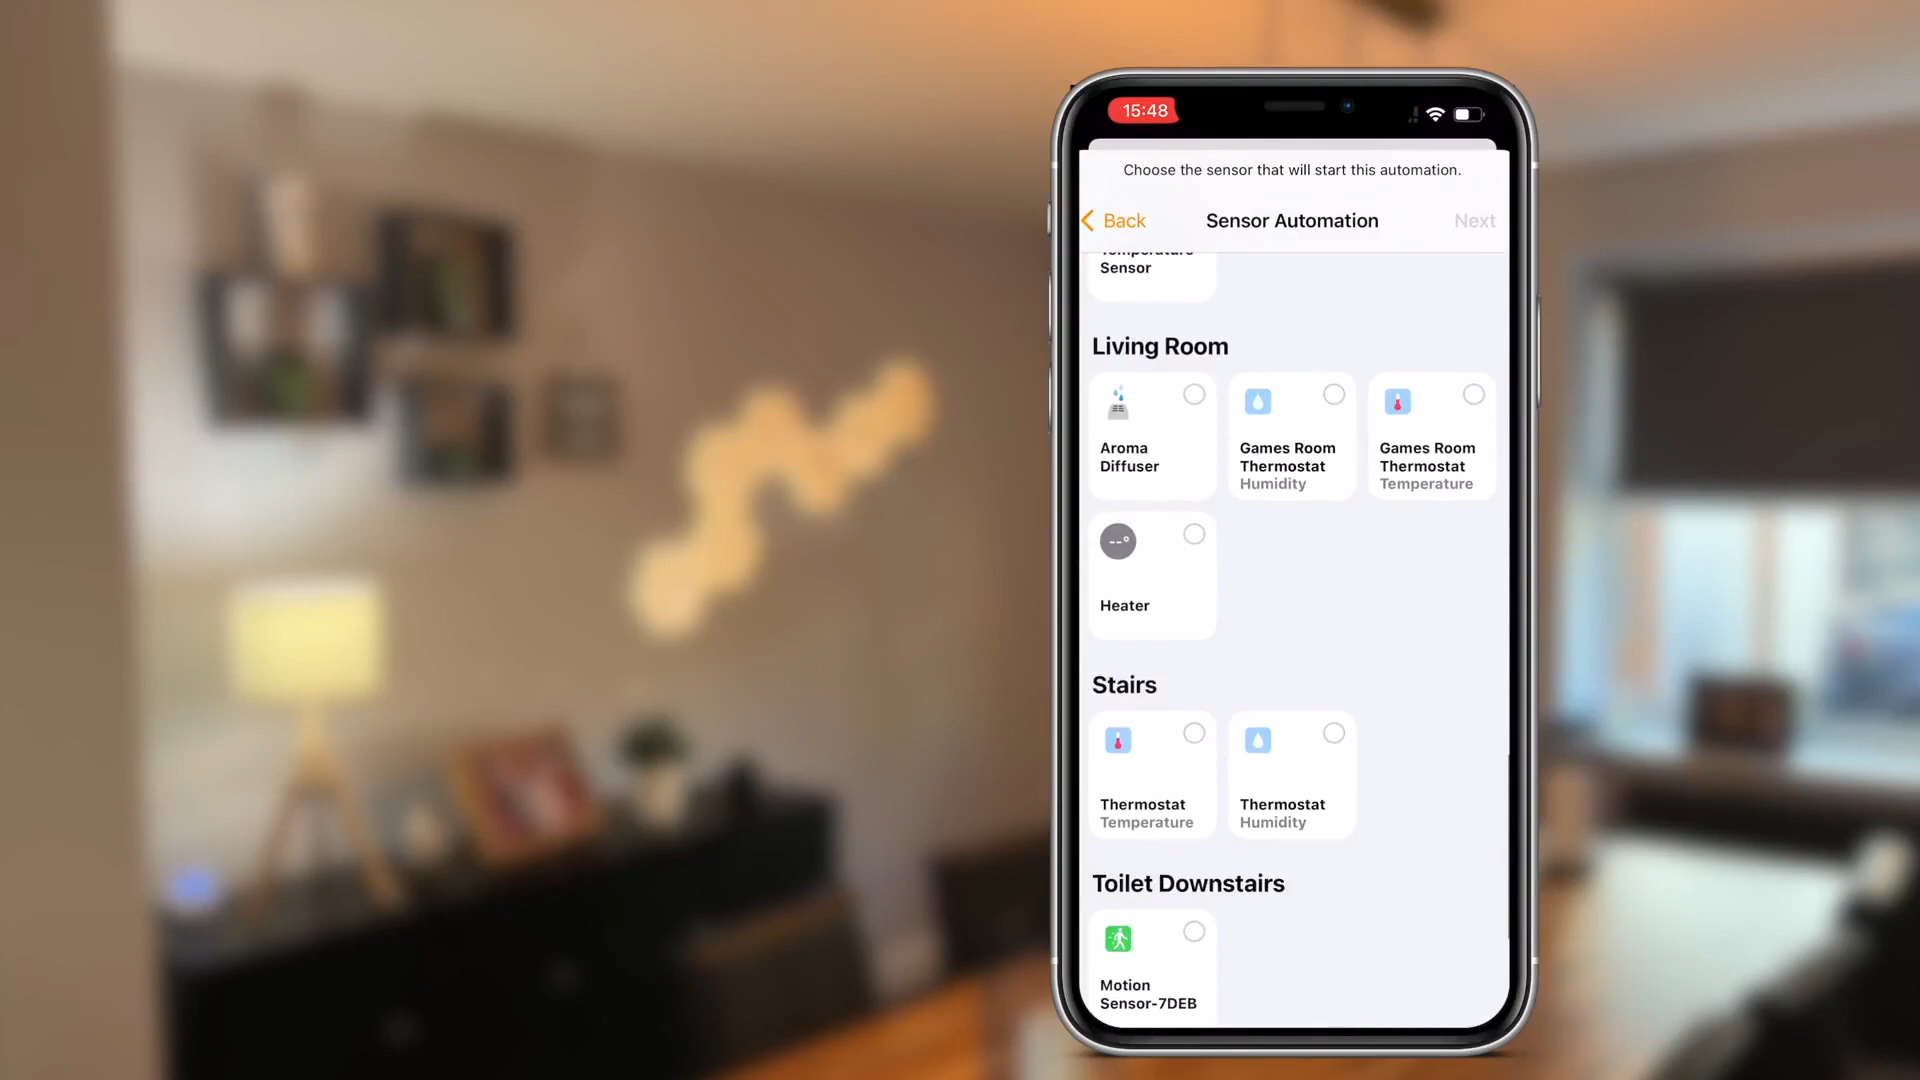 15:48
Choose the sensor that will start this automation.
Back
Sensor Automation
Next
Temperature
Sensor
Living Room
Aroma
Diffuser
Games Room
Thermostat
Humidity
Games Room
Thermostat
Temperature
--°
Heater
Stairs
Thermostat
Temperature
Thermostat
Humidity
Toilet Downstairs
Motion
Sensor-7DEB